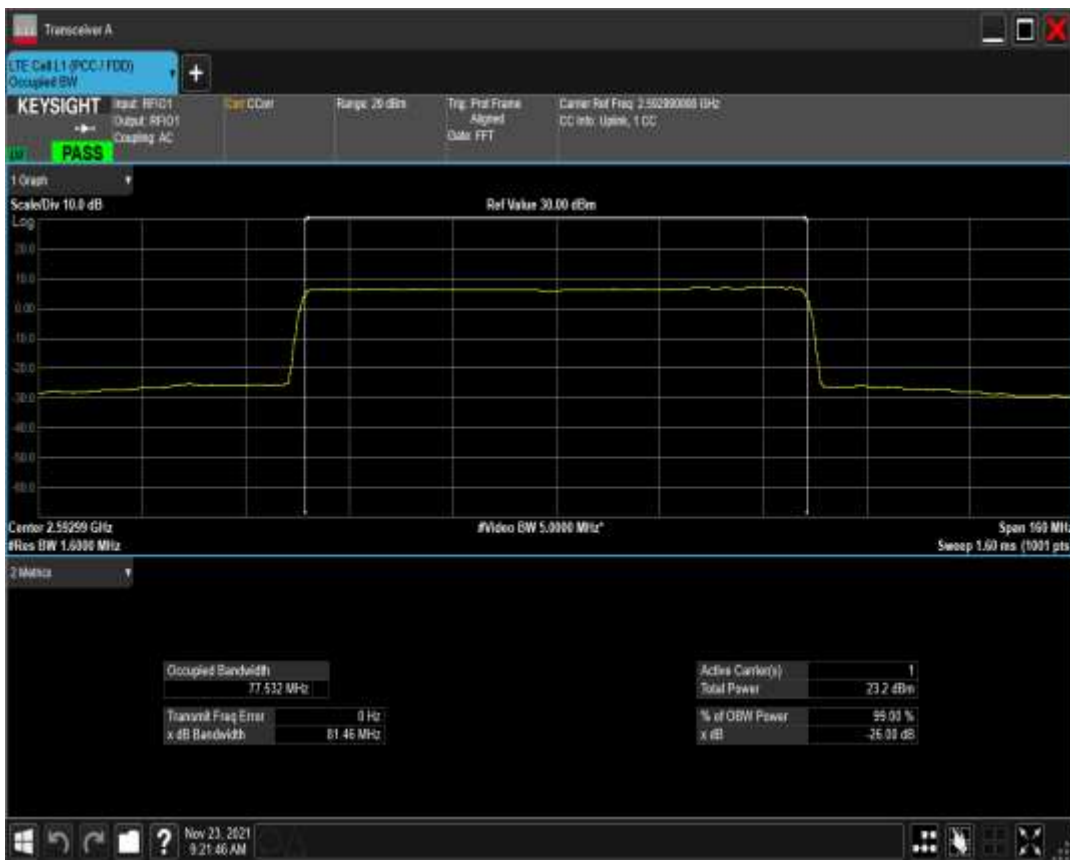 Transceiver A
LTE Cell L1 (PCC / FDD)
Occupied BW
+
KEYSIGHT
PASS
Input: RFIO1
Output: RFIO1
Coupling: AC
Corr CCorr
Range: 20 dBm
Trig: Prd Frame
Aligned
Gate: FFT
Carrier Ref Freq: 2.592990000 GHz
CC Info: Uplink, 1 CC
1 Graph
Scale/Div 10.0 dB
Ref Value 30.00 dBm
Log
20.0
10.0
0.00
-10.0
-20.0
-30.0
-40.0
-50.0
-60.0
Center 2.59299 GHz
#Video BW 5.0000 MHz*
Span 160 MHz
#Res BW 1.6000 MHz
Sweep 1.60 ms (1001 pts
2 Metrics
Occupied Bandwidth
77.532 MHz
Transmit Freq Error 0 Hz
x dB Bandwidth 81.46 MHz
Active Carrier(s) 1
Total Power 23.2 dBm
% of OBW Power 99.00 %
x dB -26.00 dB
?
Nov 23, 2021
9:21:46 AM